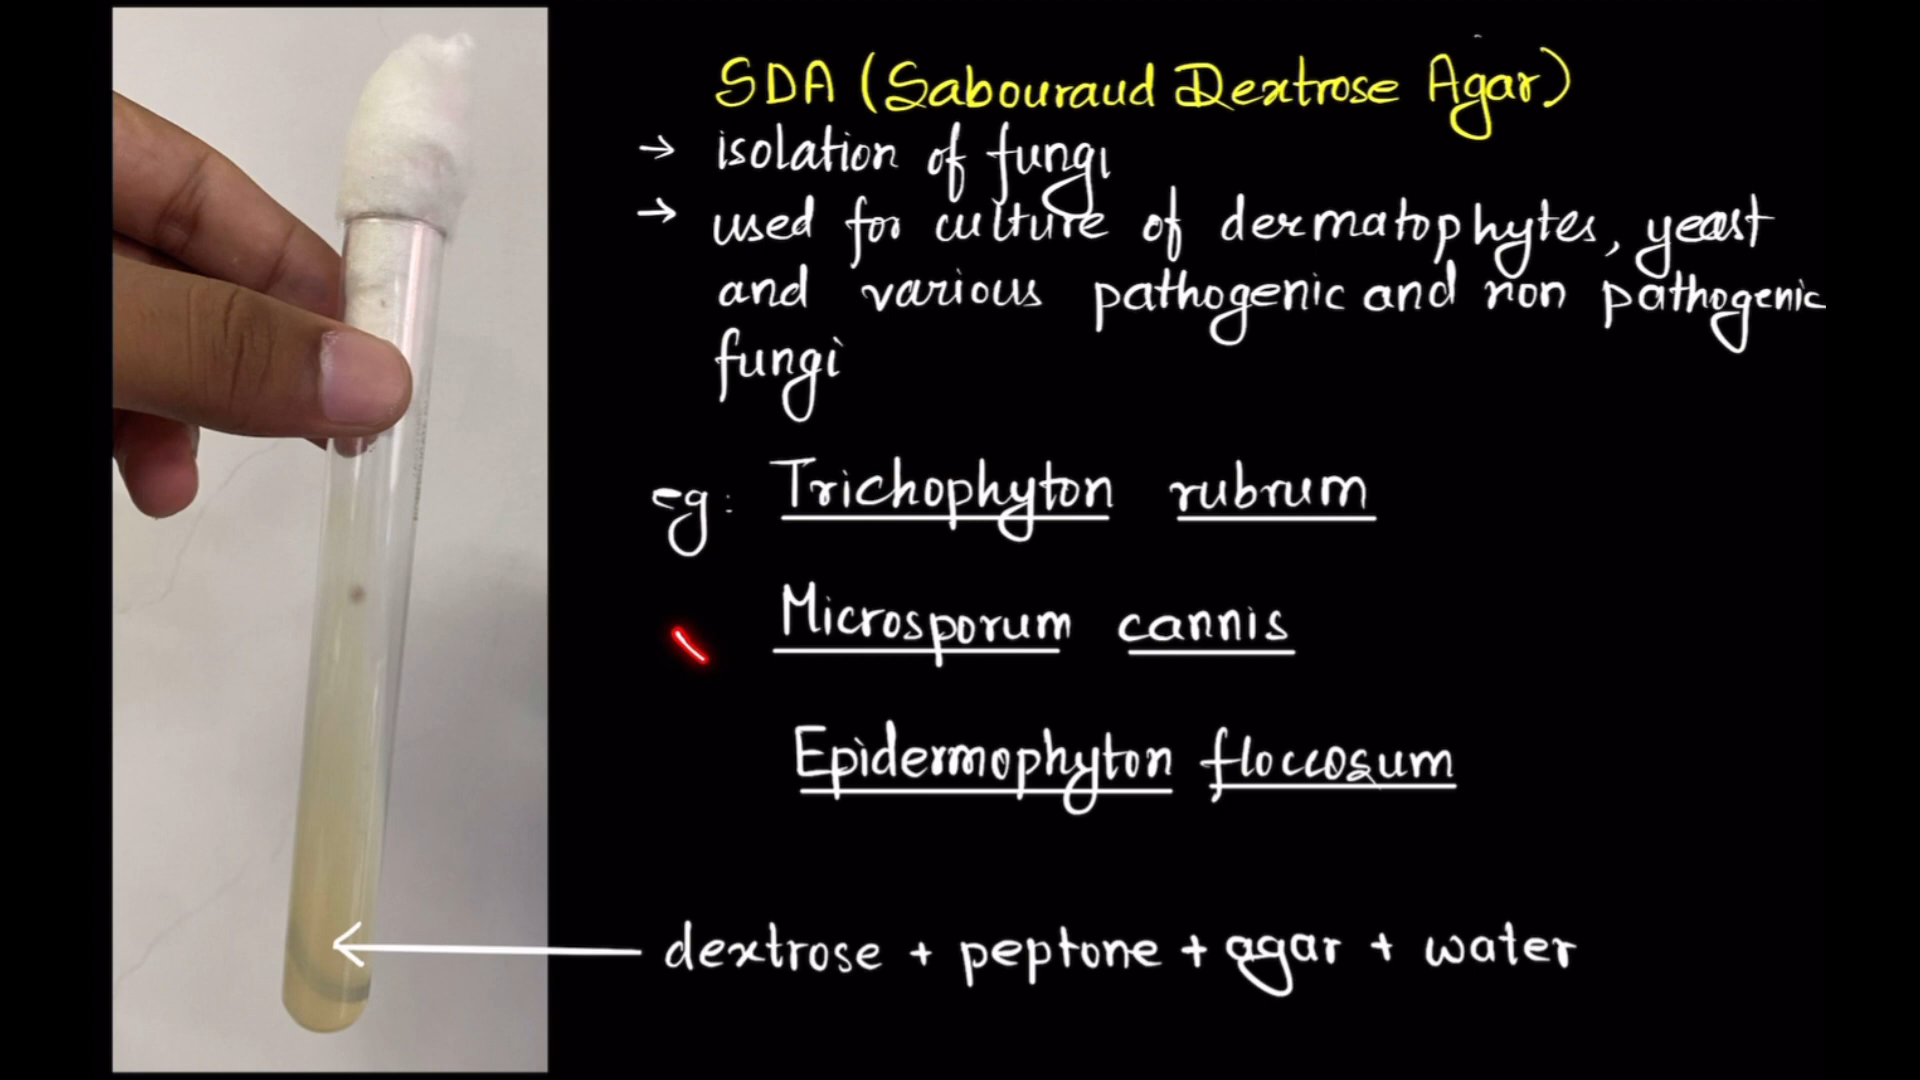 SDA (Sabouraud Dextrose Agar)
→ isolation of fungi
→ used for culture of dermatophytes, yeast
and various pathogenic and non pathogenic
fungi
eg: Trichophyton rubrum
Microsporum cannis
Epidermophyton floccosum
dextrose + peptone + agar + water